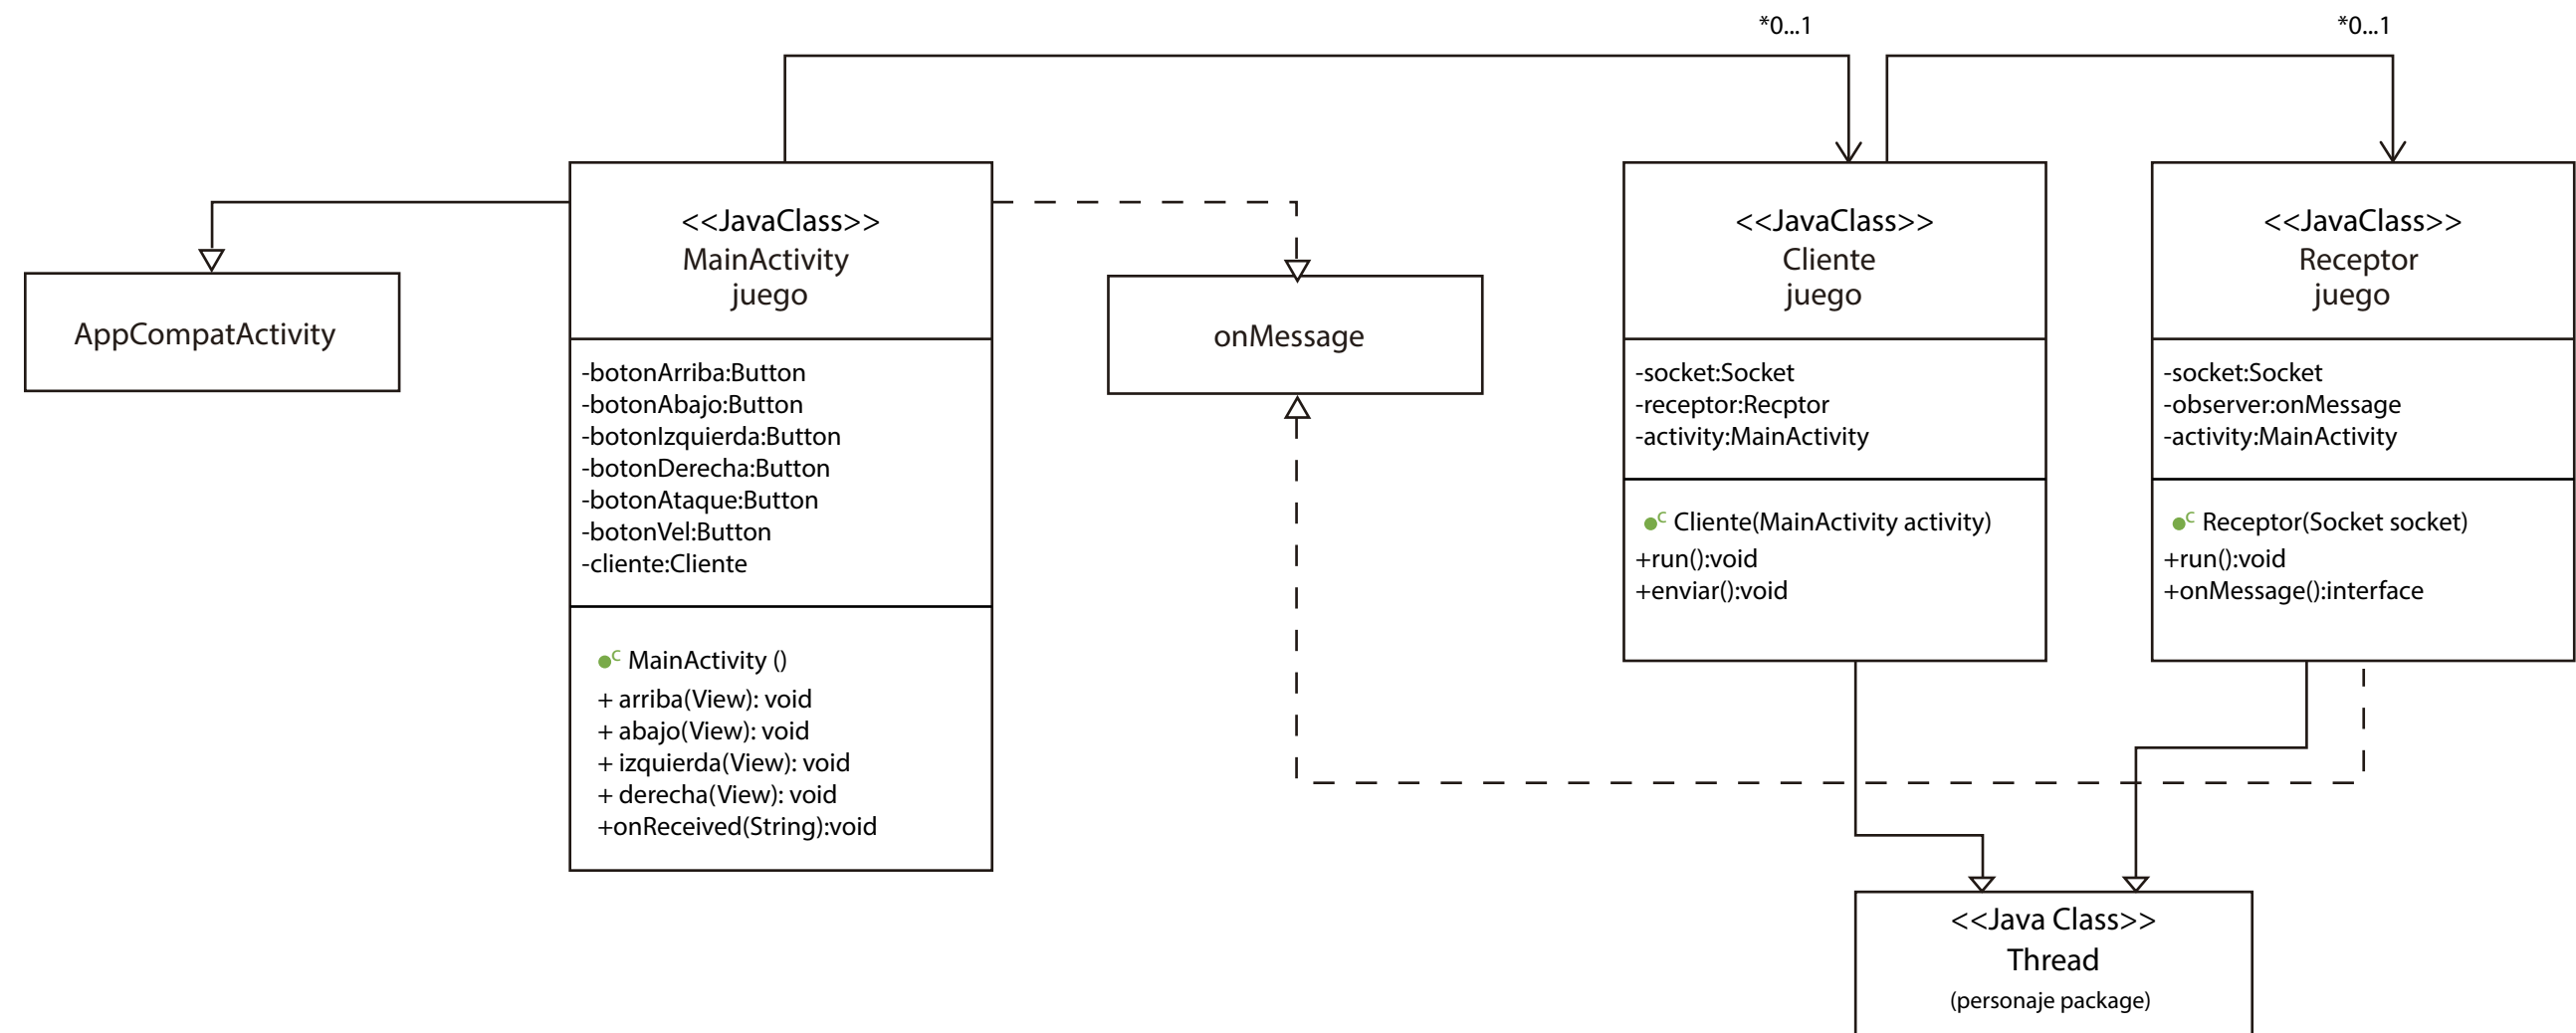 *0...1
*0...1
AppCompatActivity
<<JavaClass>>
MainActivity
juego
-botonArriba:Button
-botonAbajo:Button
-botonIzquierda:Button
-botonDerecha:Button
-botonAtaque:Button
-botonVel:Button
-cliente:Cliente
C MainActivity ()
+ arriba(View): void
+ abajo(View): void
+ izquierda(View): void
+ derecha(View): void
+onReceived(String):void
onMessage
<<JavaClass>>
Cliente
juego
-socket:Socket
-receptor:Recptor
-activity:MainActivity
C Cliente(MainActivity activity)
+run():void
+enviar():void
<<JavaClass>>
Receptor
juego
-socket:Socket
-observer:onMessage
-activity:MainActivity
C Receptor(Socket socket)
+run():void
+onMessage():interface
<<Java Class>>
Thread
(personaje package)